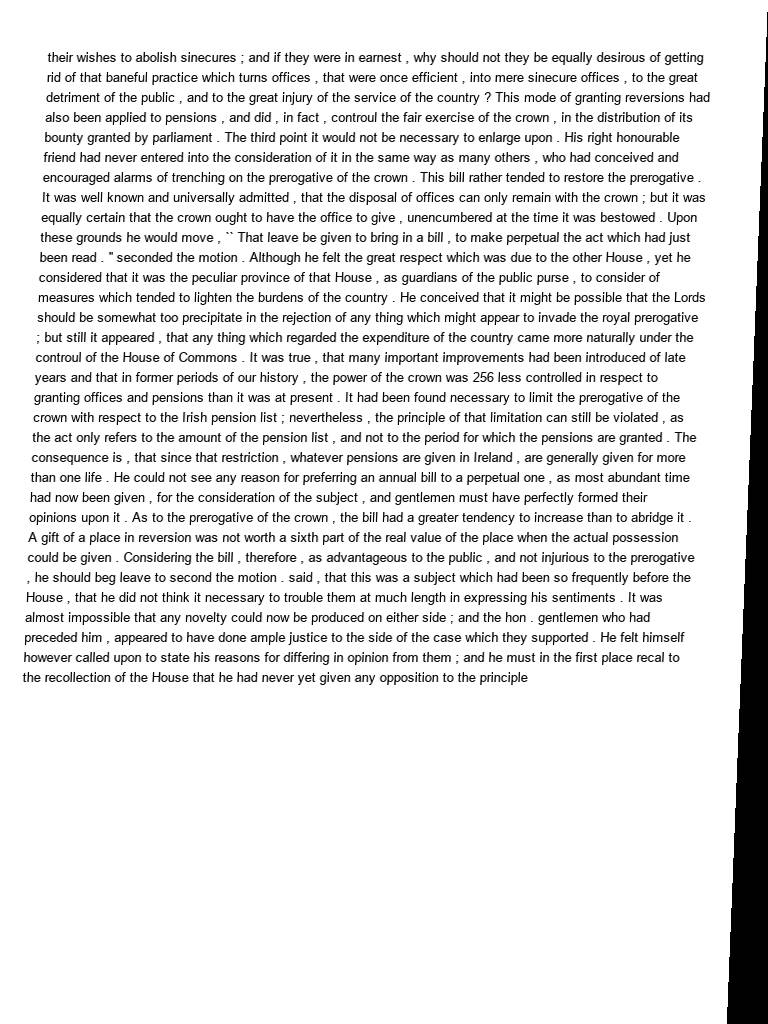 their wishes to abolish sinecures ; and if they were in earnest , why should not they be equally desirous of getting
rid of that baneful practice which turns offices , that were once efficient , into mere sinecure offices , to the great
detriment of the public , and to the great injury of the service of the country ? This mode of granting reversions had
also been applied to pensions , and did , in fact , controul the fair exercise of the crown , in the distribution of its
bounty granted by parliament . The third point it would not be necessary to enlarge upon . His right honourable
friend had never entered into the consideration of it in the same way as many others , who had conceived and
encouraged alarms of trenching on the prerogative of the crown . This bill rather tended to restore the prerogative .
It was well known and universally admitted , that the disposal of offices can only remain with the crown ; but it was
equally certain that the crown ought to have the office to give , unencumbered at the time it was bestowed . Upon
these grounds he would move , `` That leave be given to bring in a bill , to make perpetual the act which had just
been read . " seconded the motion . Although he felt the great respect which was due to the other House , yet he
considered that it was the peculiar province of that House , as guardians of the public purse , to consider of
measures which tended to lighten the burdens of the country . He conceived that it might be possible that the Lords
should be somewhat too precipitate in the rejection of any thing which might appear to invade the royal prerogative
; but still it appeared , that any thing which regarded the expenditure of the country came more naturally under the
controul of the House of Commons . It was true , that many important improvements had been introduced of late
years and that in former periods of our history , the power of the crown was 256 less controlled in respect to
granting offices and pensions than it was at present . It had been found necessary to limit the prerogative of the
crown with respect to the Irish pension list ; nevertheless , the principle of that limitation can still be violated , as
the act only refers to the amount of the pension list , and not to the period for which the pensions are granted . The
consequence is , that since that restriction , whatever pensions are given in Ireland , are generally given for more
than one life . He could not see any reason for preferring an annual bill to a perpetual one , as most abundant time
had now been given , for the consideration of the subject , and gentlemen must have perfectly formed their
opinions upon it . As to the prerogative of the crown , the bill had a greater tendency to increase than to abridge it .
A gift of a place in reversion was not worth a sixth part of the real value of the place when the actual possession
could be given . Considering the bill , therefore , as advantageous to the public , and not injurious to the prerogative
, he should beg leave to second the motion . said , that this was a subject which had been so frequently before the
House , that he did not think it necessary to trouble them at much length in expressing his sentiments . It was
almost impossible that any novelty could now be produced on either side ; and the hon . gentlemen who had
preceded him , appeared to have done ample justice to the side of the case which they supported . He felt himself
however called upon to state his reasons for differing in opinion from them ; and he must in the first place recal to
the recollection of the House that he had never yet given any opposition to the principle